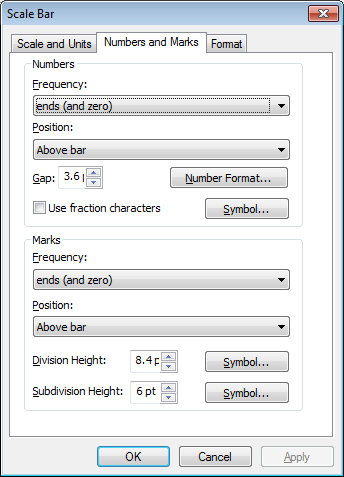 Scale Bar
Scale and Units Numbers and Marks Format
Numbers
Frequency:
ends (and zero)
Position:
Above bar
Gap: 3.6 Number Format...
Use fraction characters Symbol...
Marks
Frequency:
ends (and zero)
Position:
Above bar
Division Height: 8.4 Symbol...
Subdivision Height: 6 pt Symbol...
OK Cancel Apply